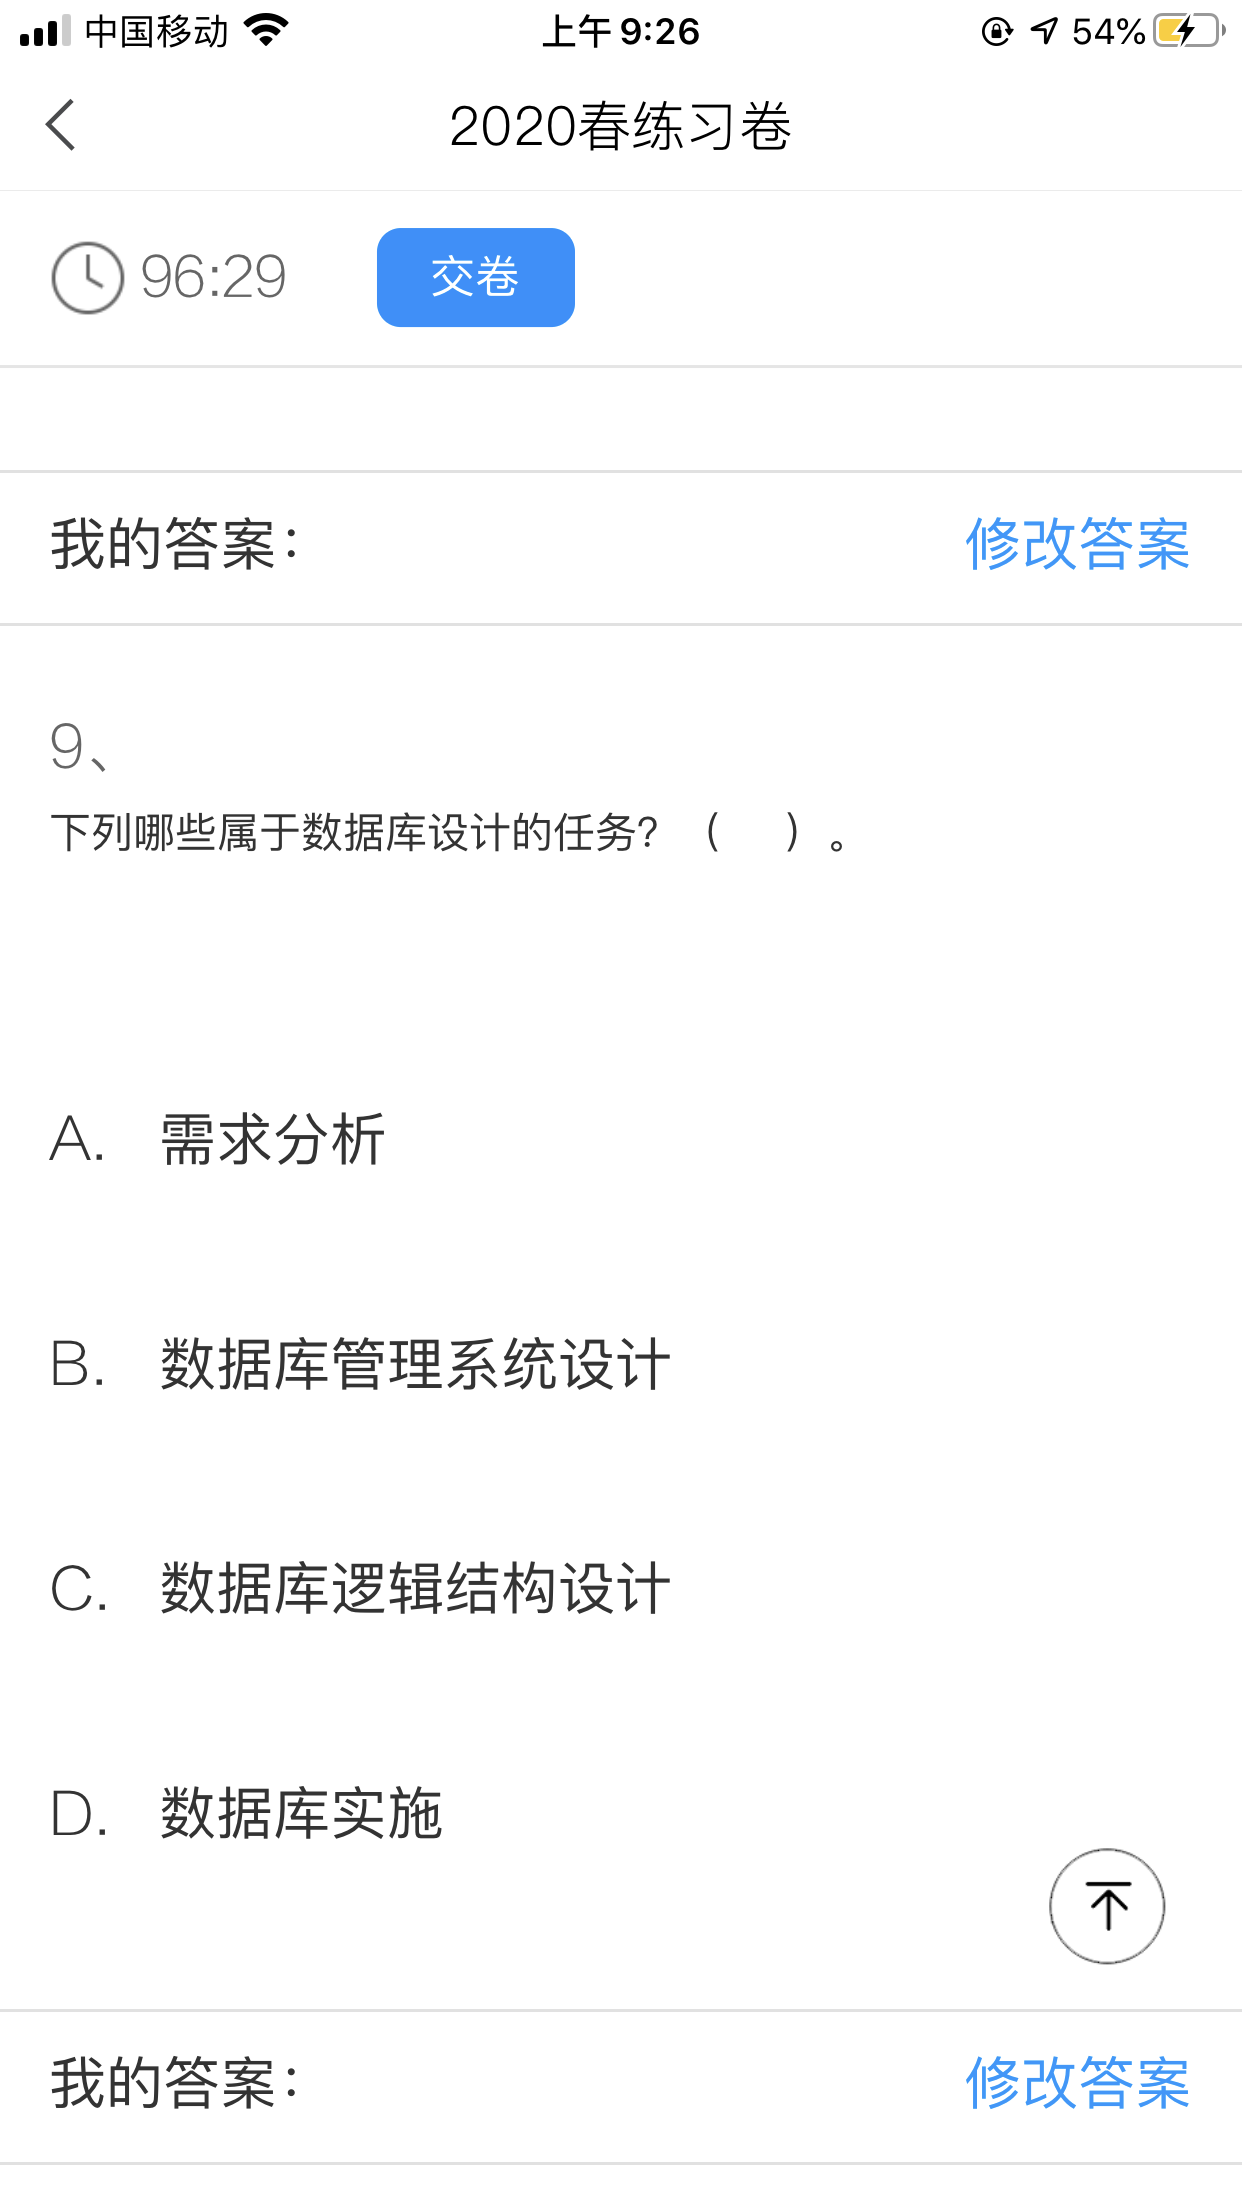 中国移动 上午 9:26 54%
2020春练习卷
96:29 交卷
我的答案： 修改答案
9、
下列哪些属于数据库设计的任务？（ ）。
A. 需求分析
B. 数据库管理系统设计
C. 数据库逻辑结构设计
D. 数据库实施
我的答案： 修改答案